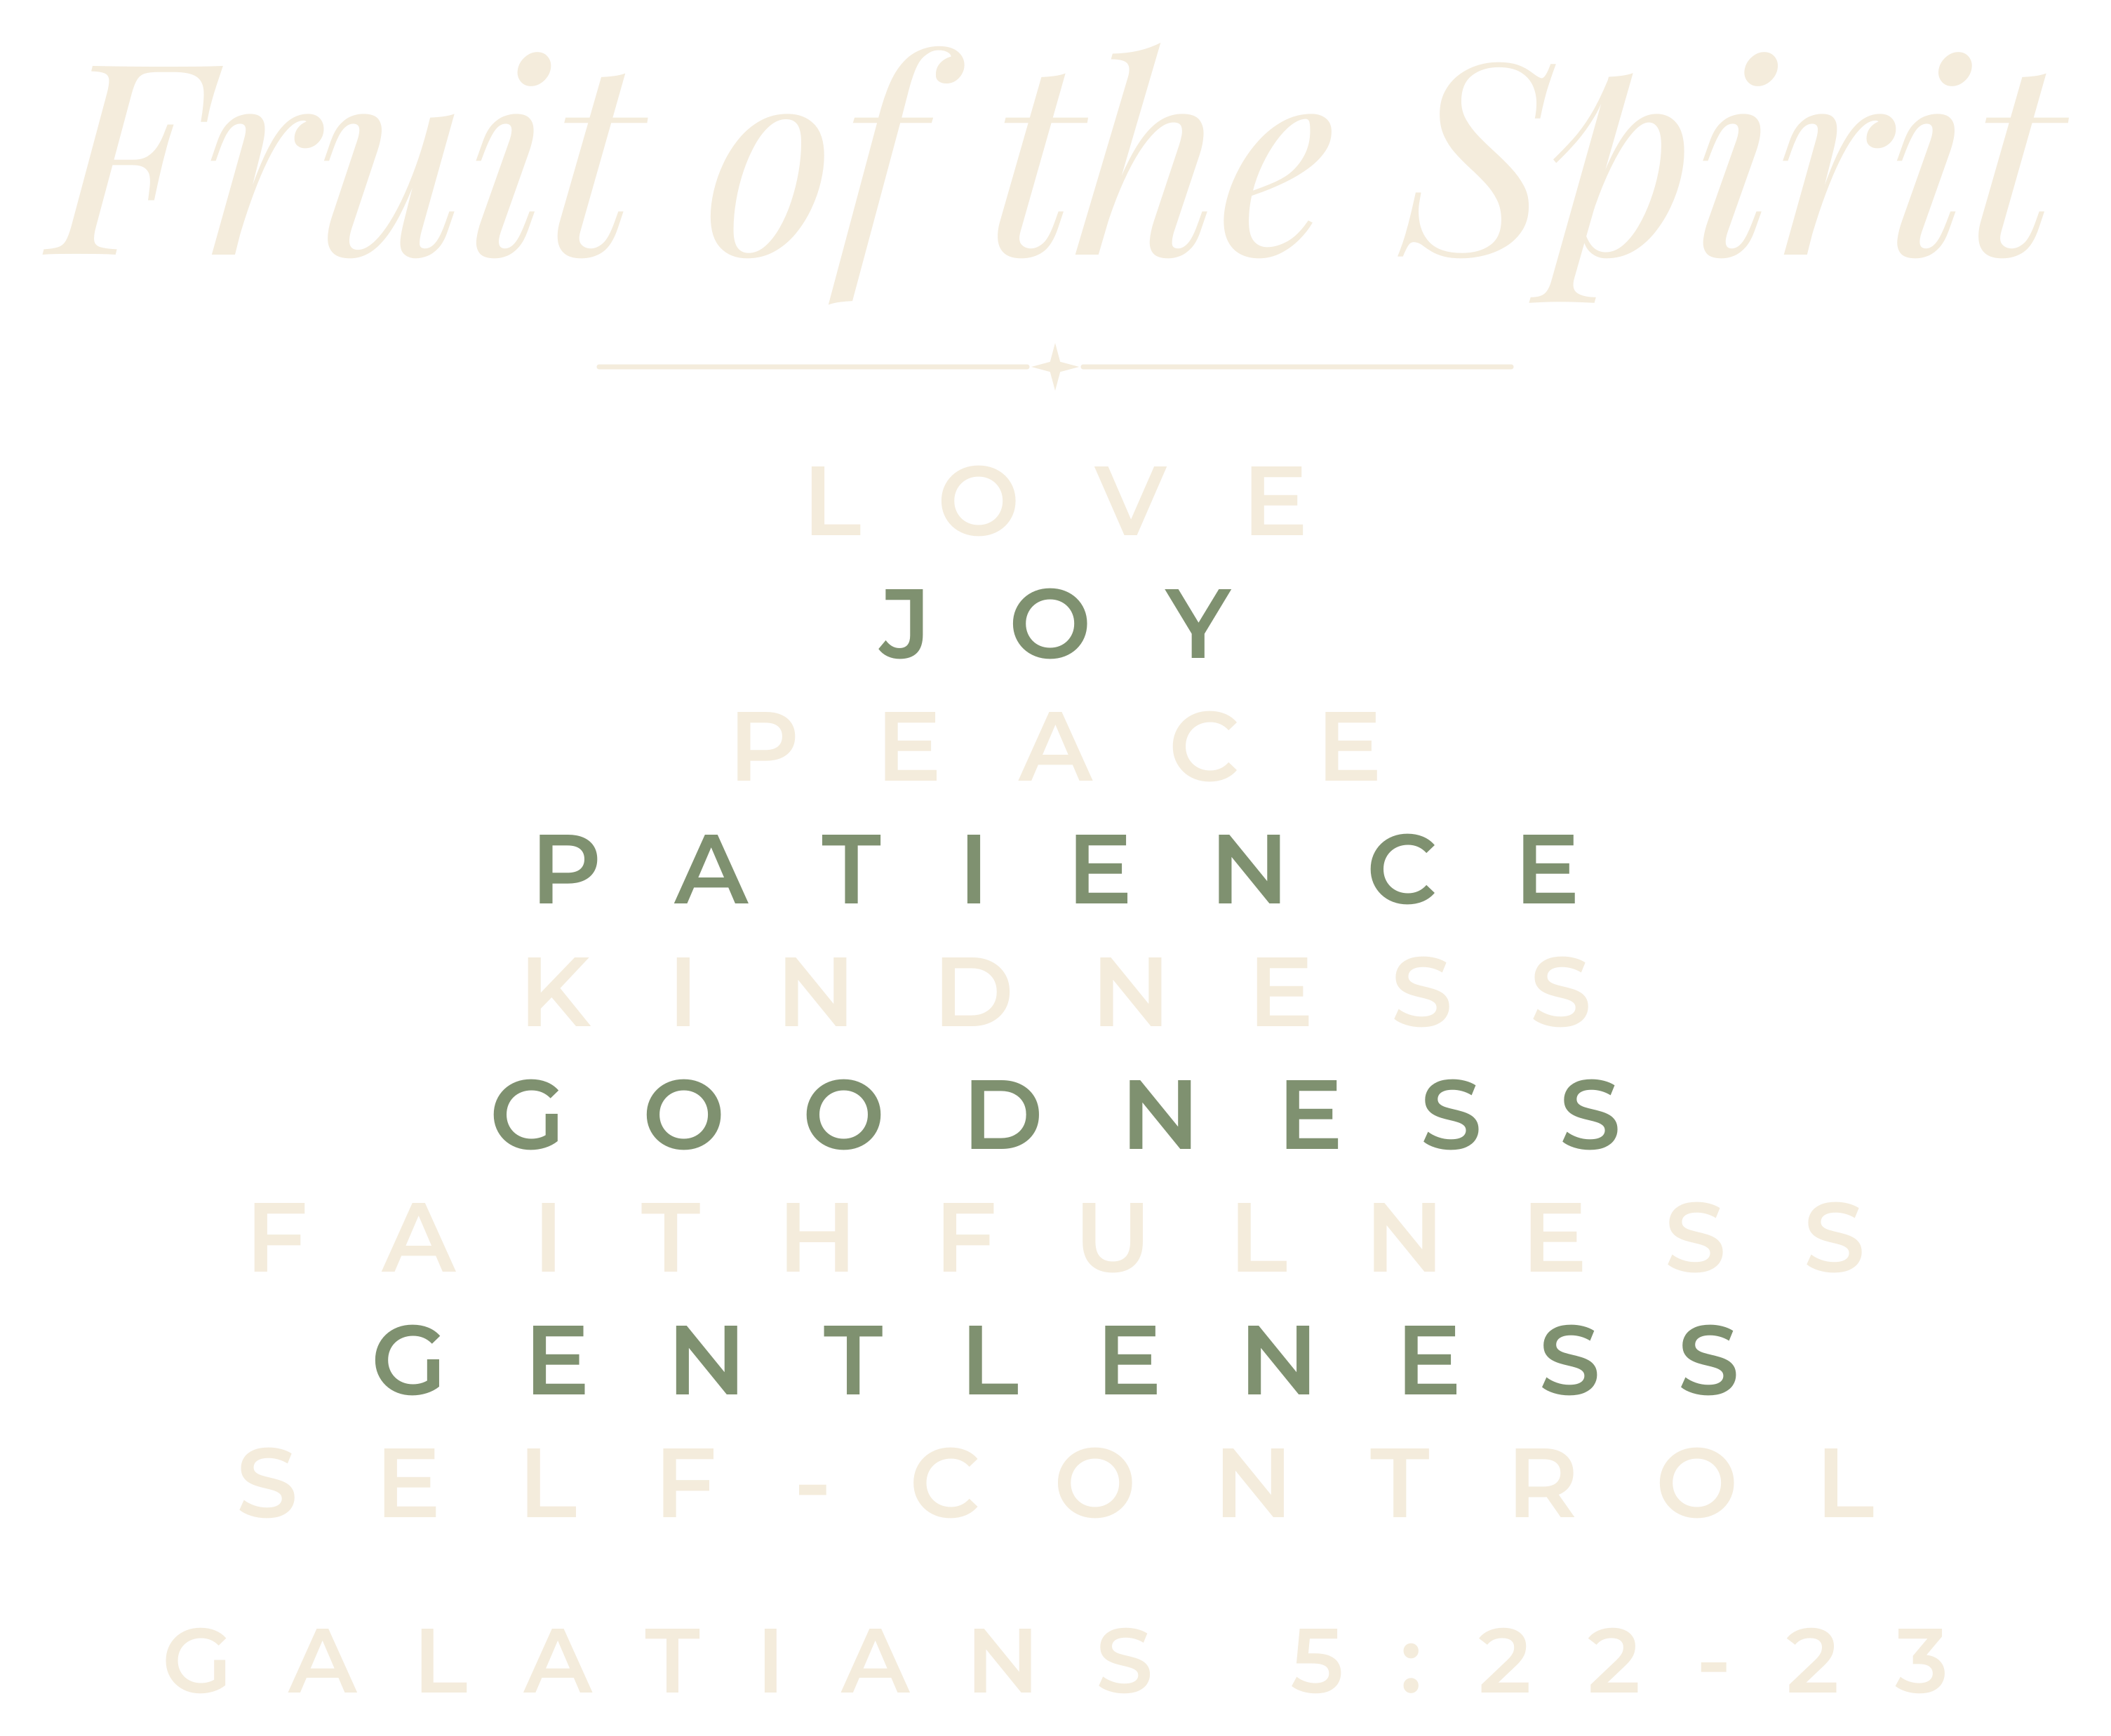 Fruit of the Spirit
LOVE
JOY
PEACE
PATIENCE
KINDNESS
GOODNESS
FAITHFULNESS
GENTLENESS
SELF-CONTROL
GALATIANS 5:22-23